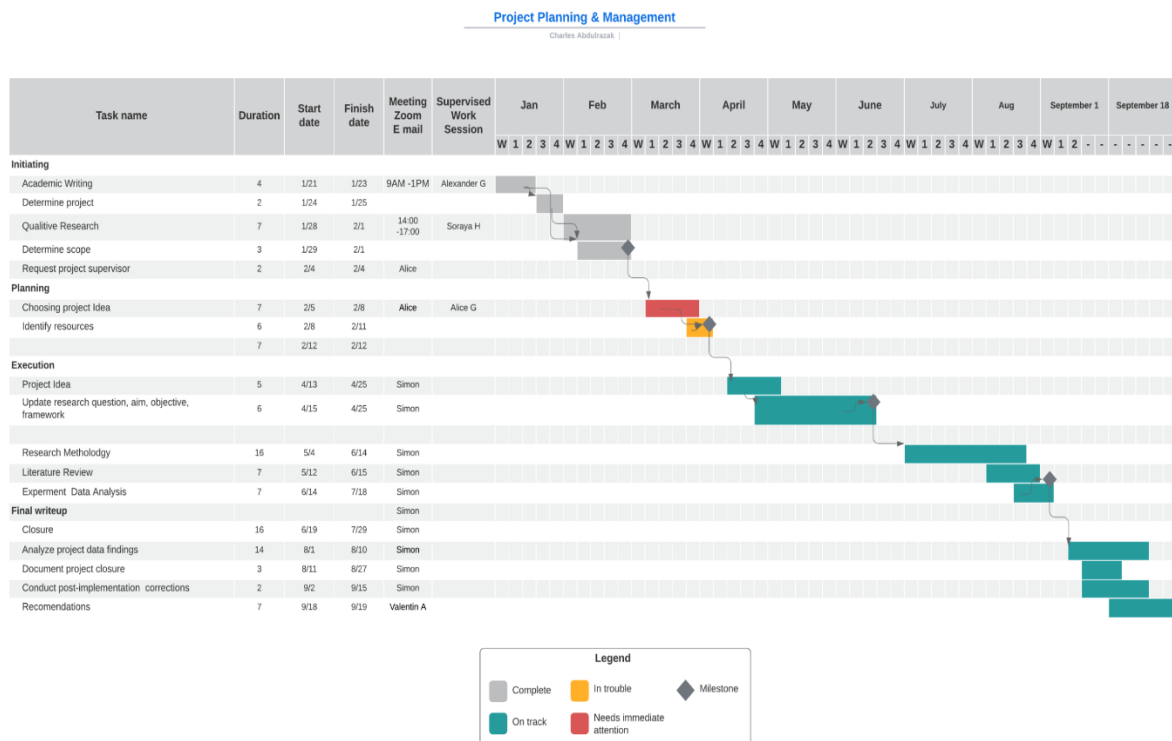 Project Planning & Management
Charles Abdulrazak |
Task name Duration Start date Finish date Meeting Zoom E mail Supervised Work Session Jan Feb March April May June July Aug September 1 September 18
W 1 2 3 4 W 1 2 3 4 W 1 2 3 4 W 1 2 3 4 W 1 2 3 4 W 1 2 3 4 W 1 2 3 4 W 1 2 3 4 W 1 2 - - - - - - -
Initiating
Academic Writing 4 1/21 1/23 9AM -1PM Alexander G
Determine project 2 1/24 1/25
Qualitive Research 7 1/28 2/1 14:00 -17:00 Soraya H
Determine scope 3 1/29 2/1
Request project supervisor 2 2/4 2/4 Alice
Planning
Choosing project Idea 7 2/5 2/8 Alice Alice G
Identify resources 6 2/8 2/11
7 2/12 2/12
Execution
Project Idea 5 4/13 4/25 Simon
Update research question, aim, objective,
framework 6 4/15 4/25 Simon
Research Metholodgy 16 5/4 6/14 Simon
Literature Review 7 5/12 6/15 Simon
Experment Data Analysis 7 6/14 7/18 Simon
Final writeup Simon
Closure 16 6/19 7/29 Simon
Analyze project data findings 14 8/1 8/10 Simon
Document project closure 3 8/11 8/27 Simon
Conduct post-implementation corrections 2 9/2 9/15 Simon
Recomendations 7 9/18 9/19 Valentin A
Legend
Complete In trouble Milestone
On track Needs immediate
attention